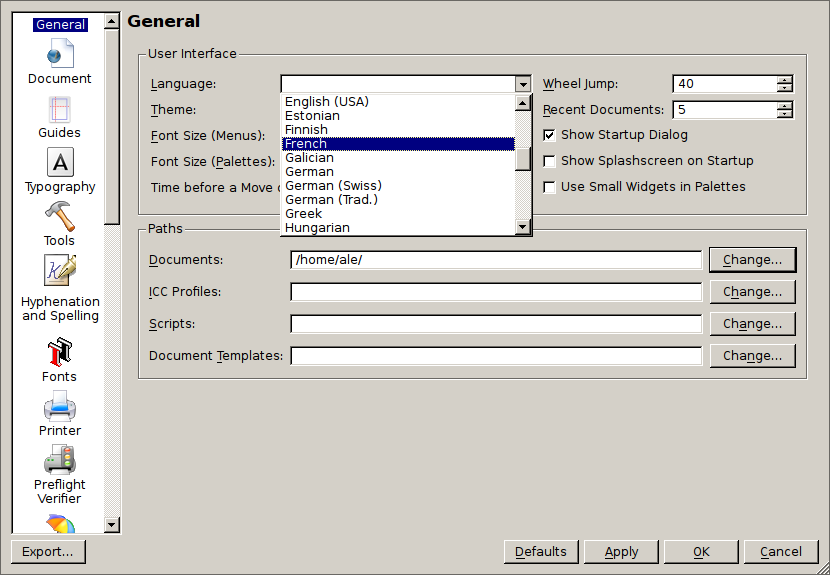 General
Document
Guides
Typography
Tools
Hyphenation
and Spelling
Fonts
Printer
Preflight
Verifier
Export...
General
User Interface
Language:
English (USA)
Estonian
Finnish
French
Galician
German
German (Swiss)
German (Trad.)
Greek
Hungarian
Theme:
Font Size (Menus):
Font Size (Palettes):
Time before a Move
Wheel Jump: 40
Recent Documents: 5
Show Startup Dialog
Show Splashscreen on Startup
Use Small Widgets in Palettes
Paths
Documents: /home/ale/ Change...
ICC Profiles: Change...
Scripts: Change...
Document Templates: Change...
Defaults Apply OK Cancel